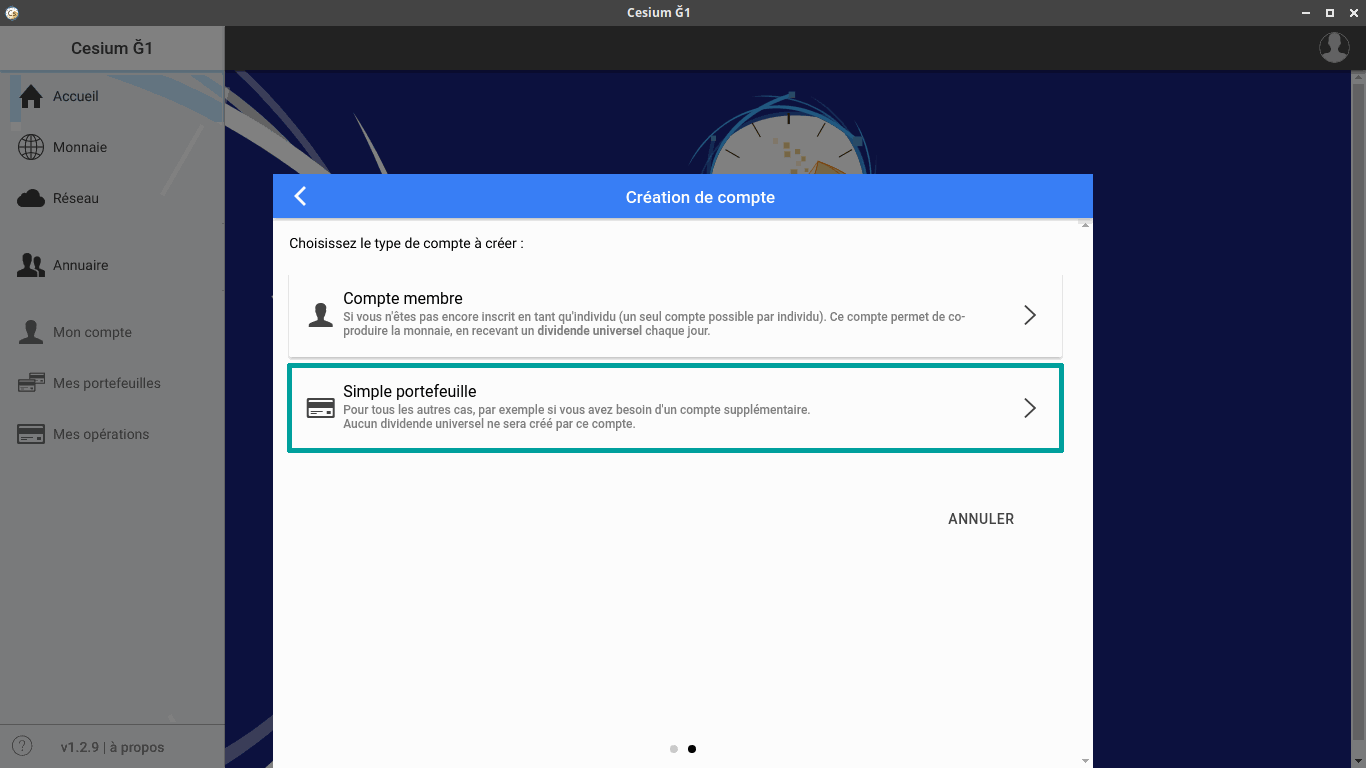 Cesium Ğ1
Cesium Ğ1
Accueil
Monnaie
Réseau
Annuaire
Mon compte
Mes portefeuilles
Mes opérations
v1.2.9 | à propos
Création de compte
Choisissez le type de compte à créer :
Compte membre
Si vous n'êtes pas encore inscrit en tant qu'individu (un seul compte possible par individu). Ce compte permet de co-
produire la monnaie, en recevant un dividende universel chaque jour.
Simple portefeuille
Pour tous les autres cas, par exemple si vous avez besoin d'un compte supplémentaire.
Aucun dividende universel ne sera créé par ce compte.
ANNULER